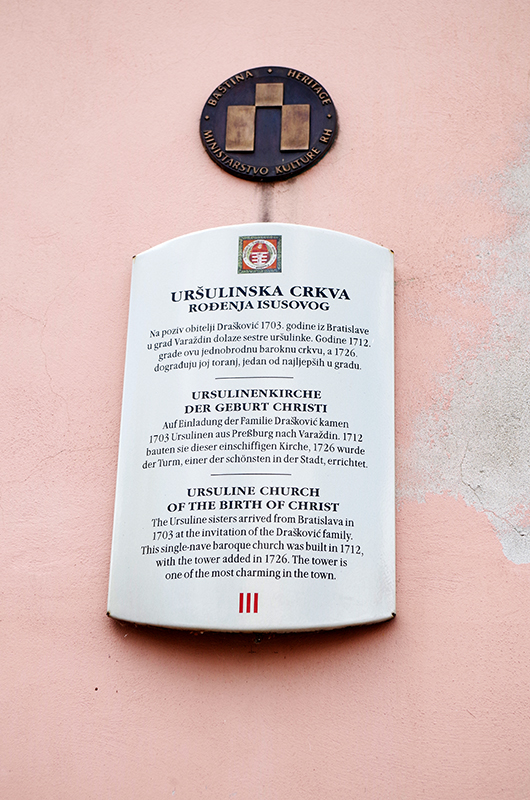 BAŠTINA • HERITAGE
• MINISTARSTVO KULTURE RH •
URŠULINSKA CRKVA
ROĐENJA ISUSOVOG
Na poziv obitelji Drašković 1703. godine iz Bratislave
u grad Varaždin dolaze sestre uršulinke. Godine 1712.
grade ovu jednobrodnu baroknu crkvu, a 1726.
dograđuju joj toranj, jedan od najljepših u gradu.
URSULINENKIRCHE
DER GEBURT CHRISTI
Auf Einladung der Familie Drašković kamen
1703 Ursulinen aus Preßburg nach Varaždin. 1712
bauten sie dieser einschiffigen Kirche, 1726 wurde
der Turm, einer der schönsten in der Stadt, errichtet.
URSULINE CHURCH
OF THE BIRTH OF CHRIST
The Ursuline sisters arrived from Bratislava in
1703 at the invitation of the Drašković family.
This single-nave baroque church was built in 1712,
with the tower added in 1726. The tower is
one of the most charming in the town.
III